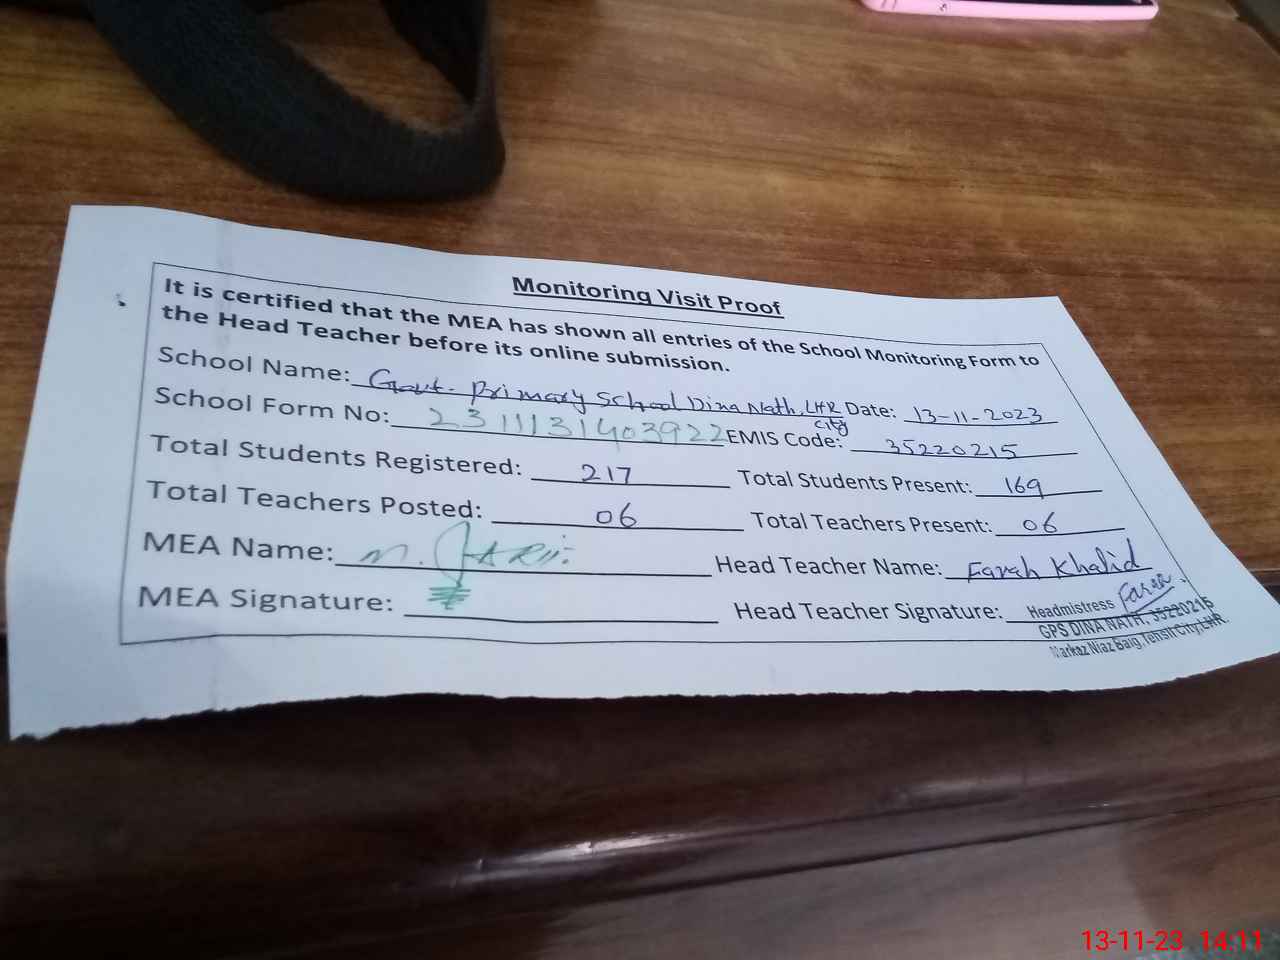 Monitoring Visit Proof
It is certified that the MEA has shown all entries of the School Monitoring Form to
the Head Teacher before its online submission.
School Name: Govt. Primary School Dina Nath, LHR City Date: 13-11-2023
School Form No: 2311131403922 EMIS Code: 35220215
Total Students Registered: 217 Total Students Present: 169
Total Teachers Posted: 06 Total Teachers Present: 06
MEA Name: M. Head Teacher Name: Farah Khalid
MEA Signature: Head Teacher Signature: Headmistress
GPS DINA NATH, 35220215
Markaz Niaz Baig, Tehsil City, LHR.
13-11-23 14:11